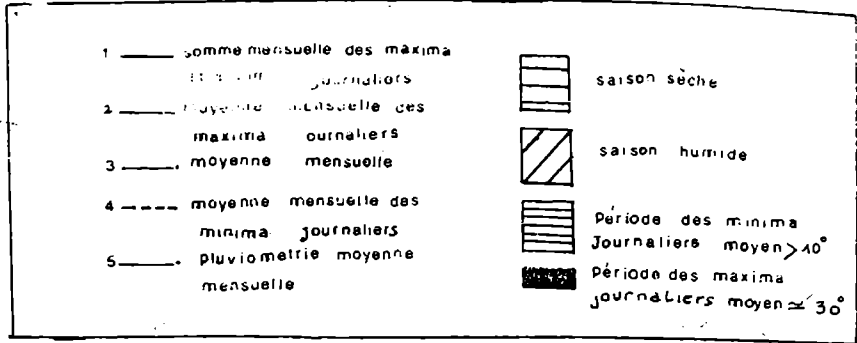 1 ——— somme mensuelle des maxima
journaliers
2 ——— moyenne mensuelle des
maxima ournaliers
3 ———. moyenne mensuelle
4 ---- moyenne mensuelle des
minima journaliers
5 ———. pluviometrie moyenne
mensuelle
saison sèche
saison humide
Période des minima
Journaliers moyen > 10°
Période des maxima
journaliers moyen ≃ 30°